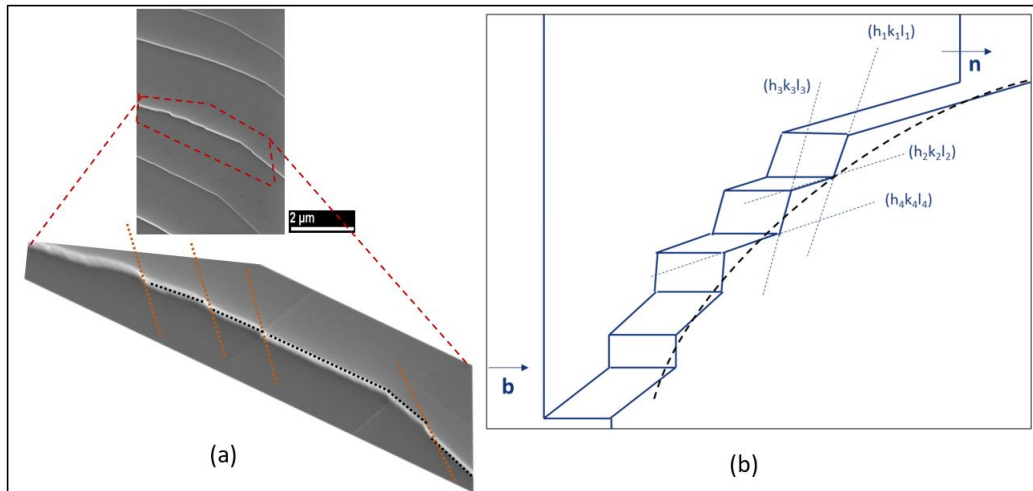 2 µm
(a)
(h₁k₁l₁)
n
(h₃k₃l₃)
(h₂k₂l₂)
(h₄k₄l₄)
b
(b)